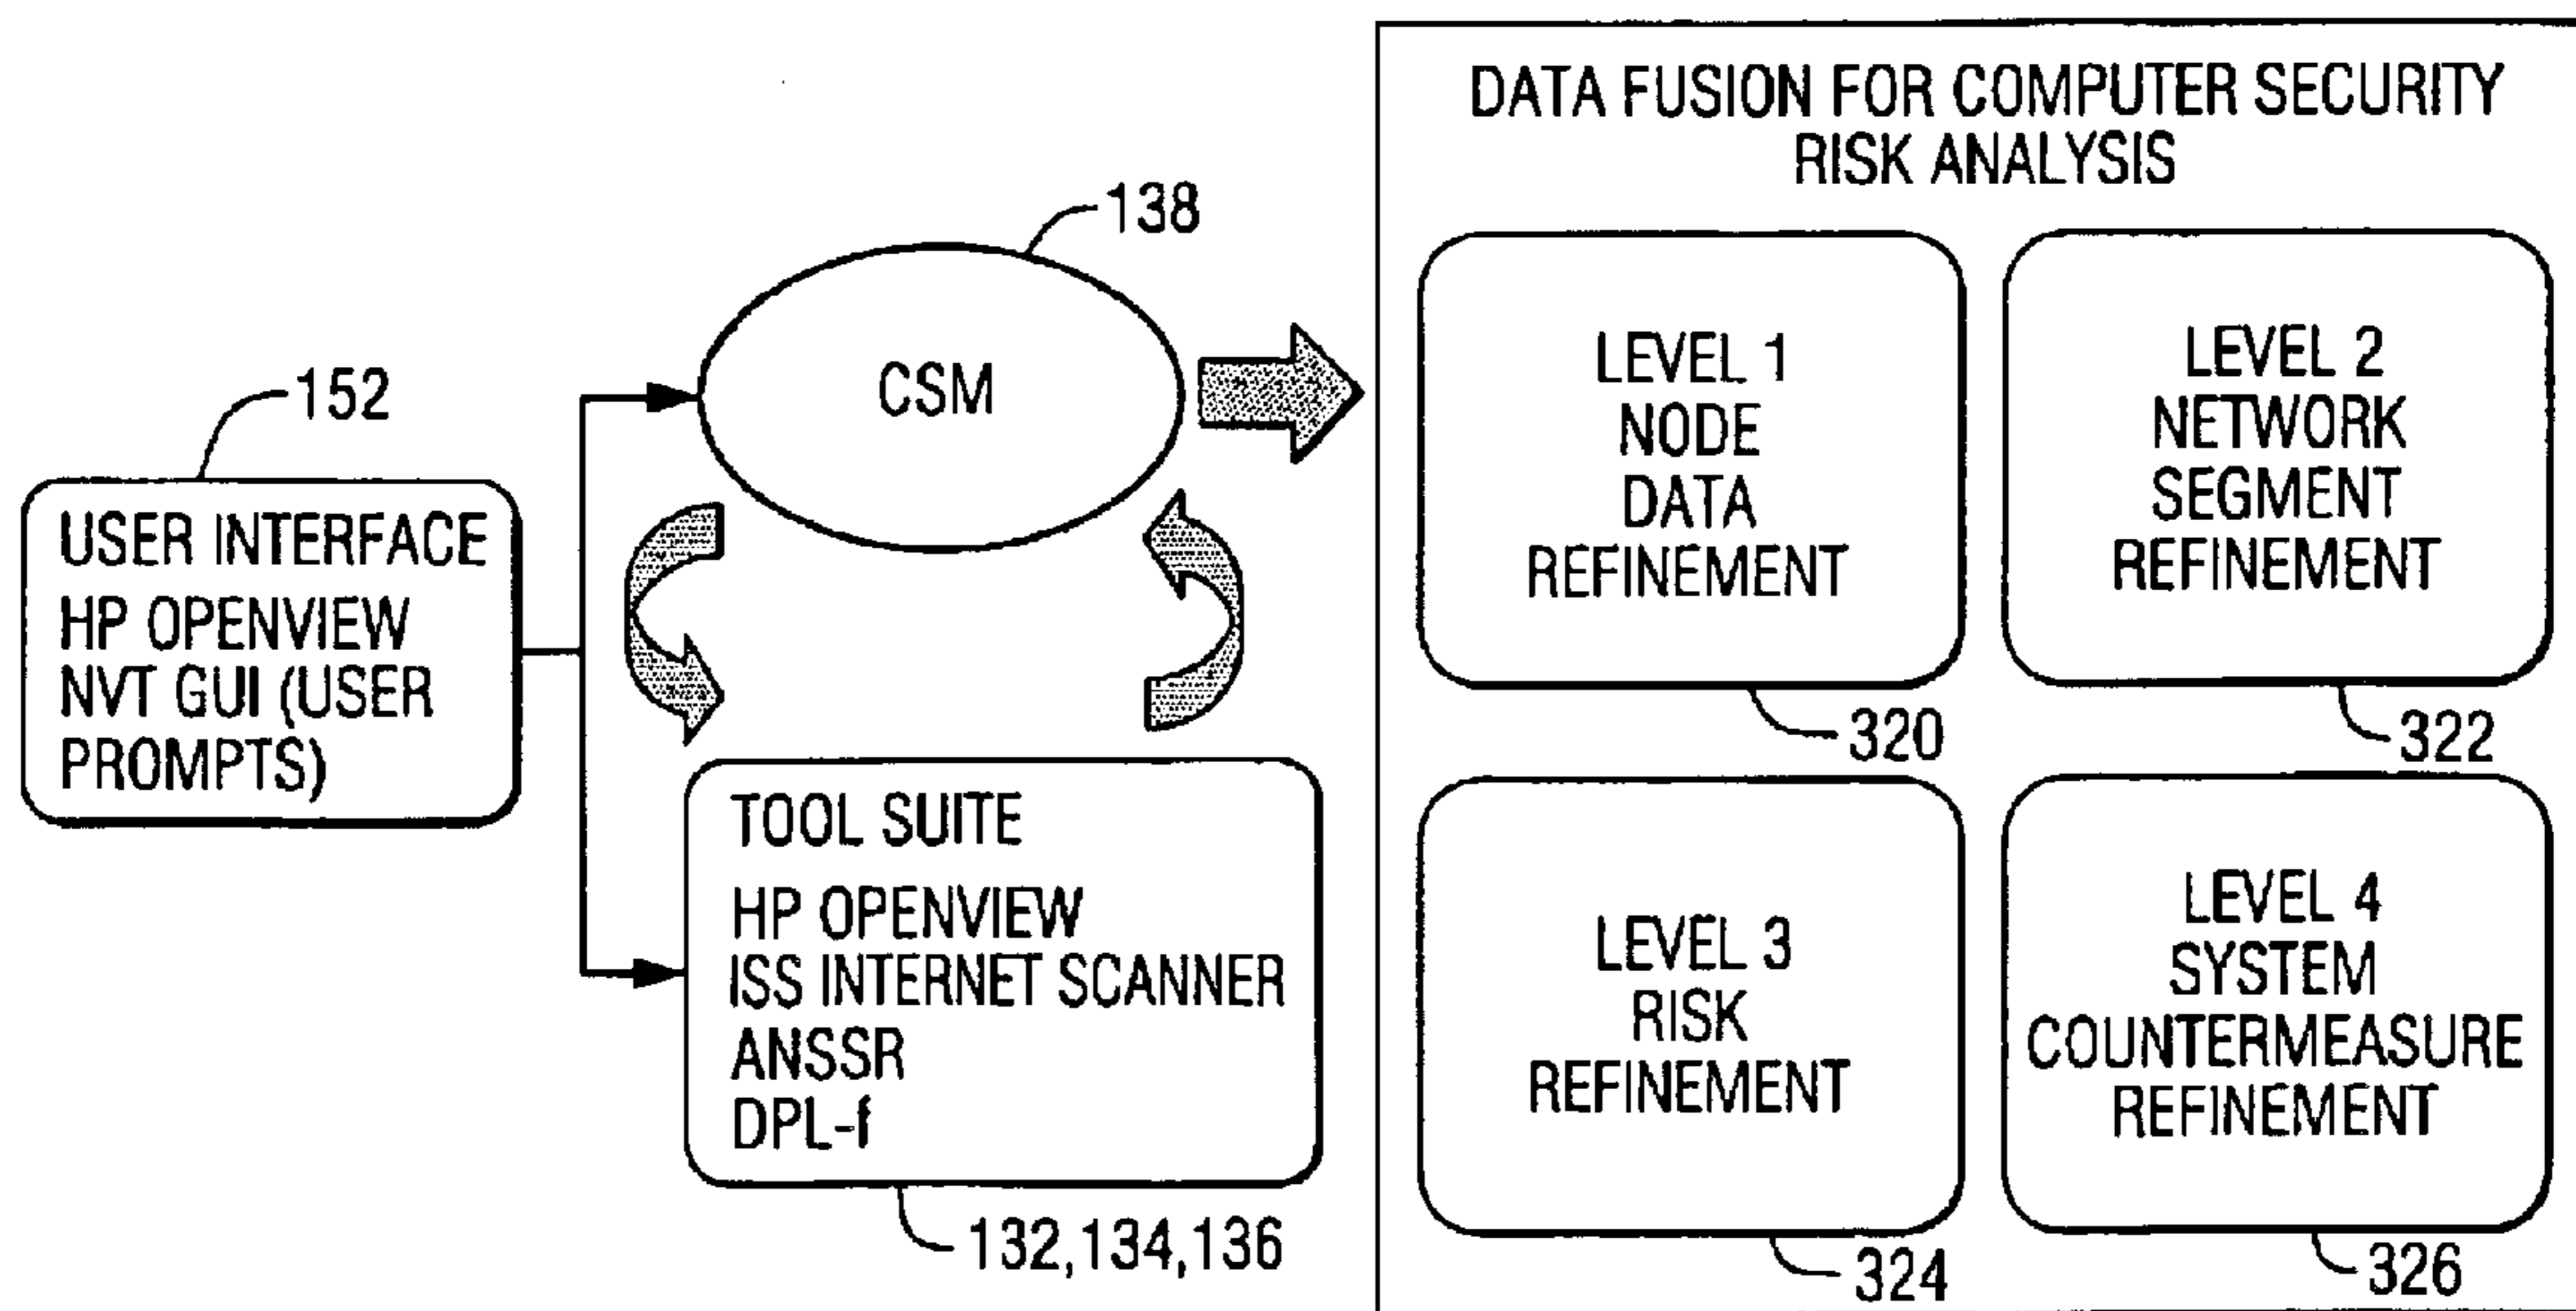 152
USER INTERFACE
HP OPENVIEW
NVT GUI (USER
PROMPTS)
138
CSM
TOOL SUITE
HP OPENVIEW
ISS INTERNET SCANNER
ANSSR
DPL-f
132,134,136
DATA FUSION FOR COMPUTER SECURITY
RISK ANALYSIS
LEVEL 1
NODE
DATA
REFINEMENT
320
LEVEL 2
NETWORK
SEGMENT
REFINEMENT
322
LEVEL 3
RISK
REFINEMENT
324
LEVEL 4
SYSTEM
COUNTERMEASURE
REFINEMENT
326